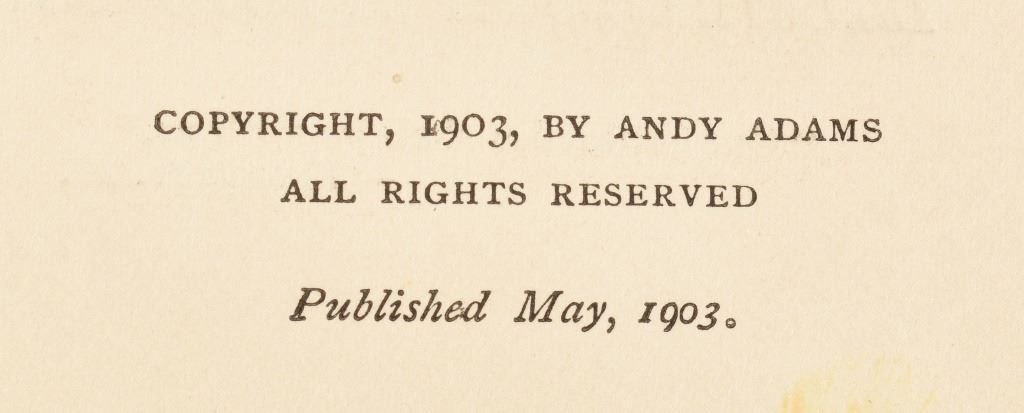 COPYRIGHT, 1903, BY ANDY ADAMS
ALL RIGHTS RESERVED
Published May, 1903.